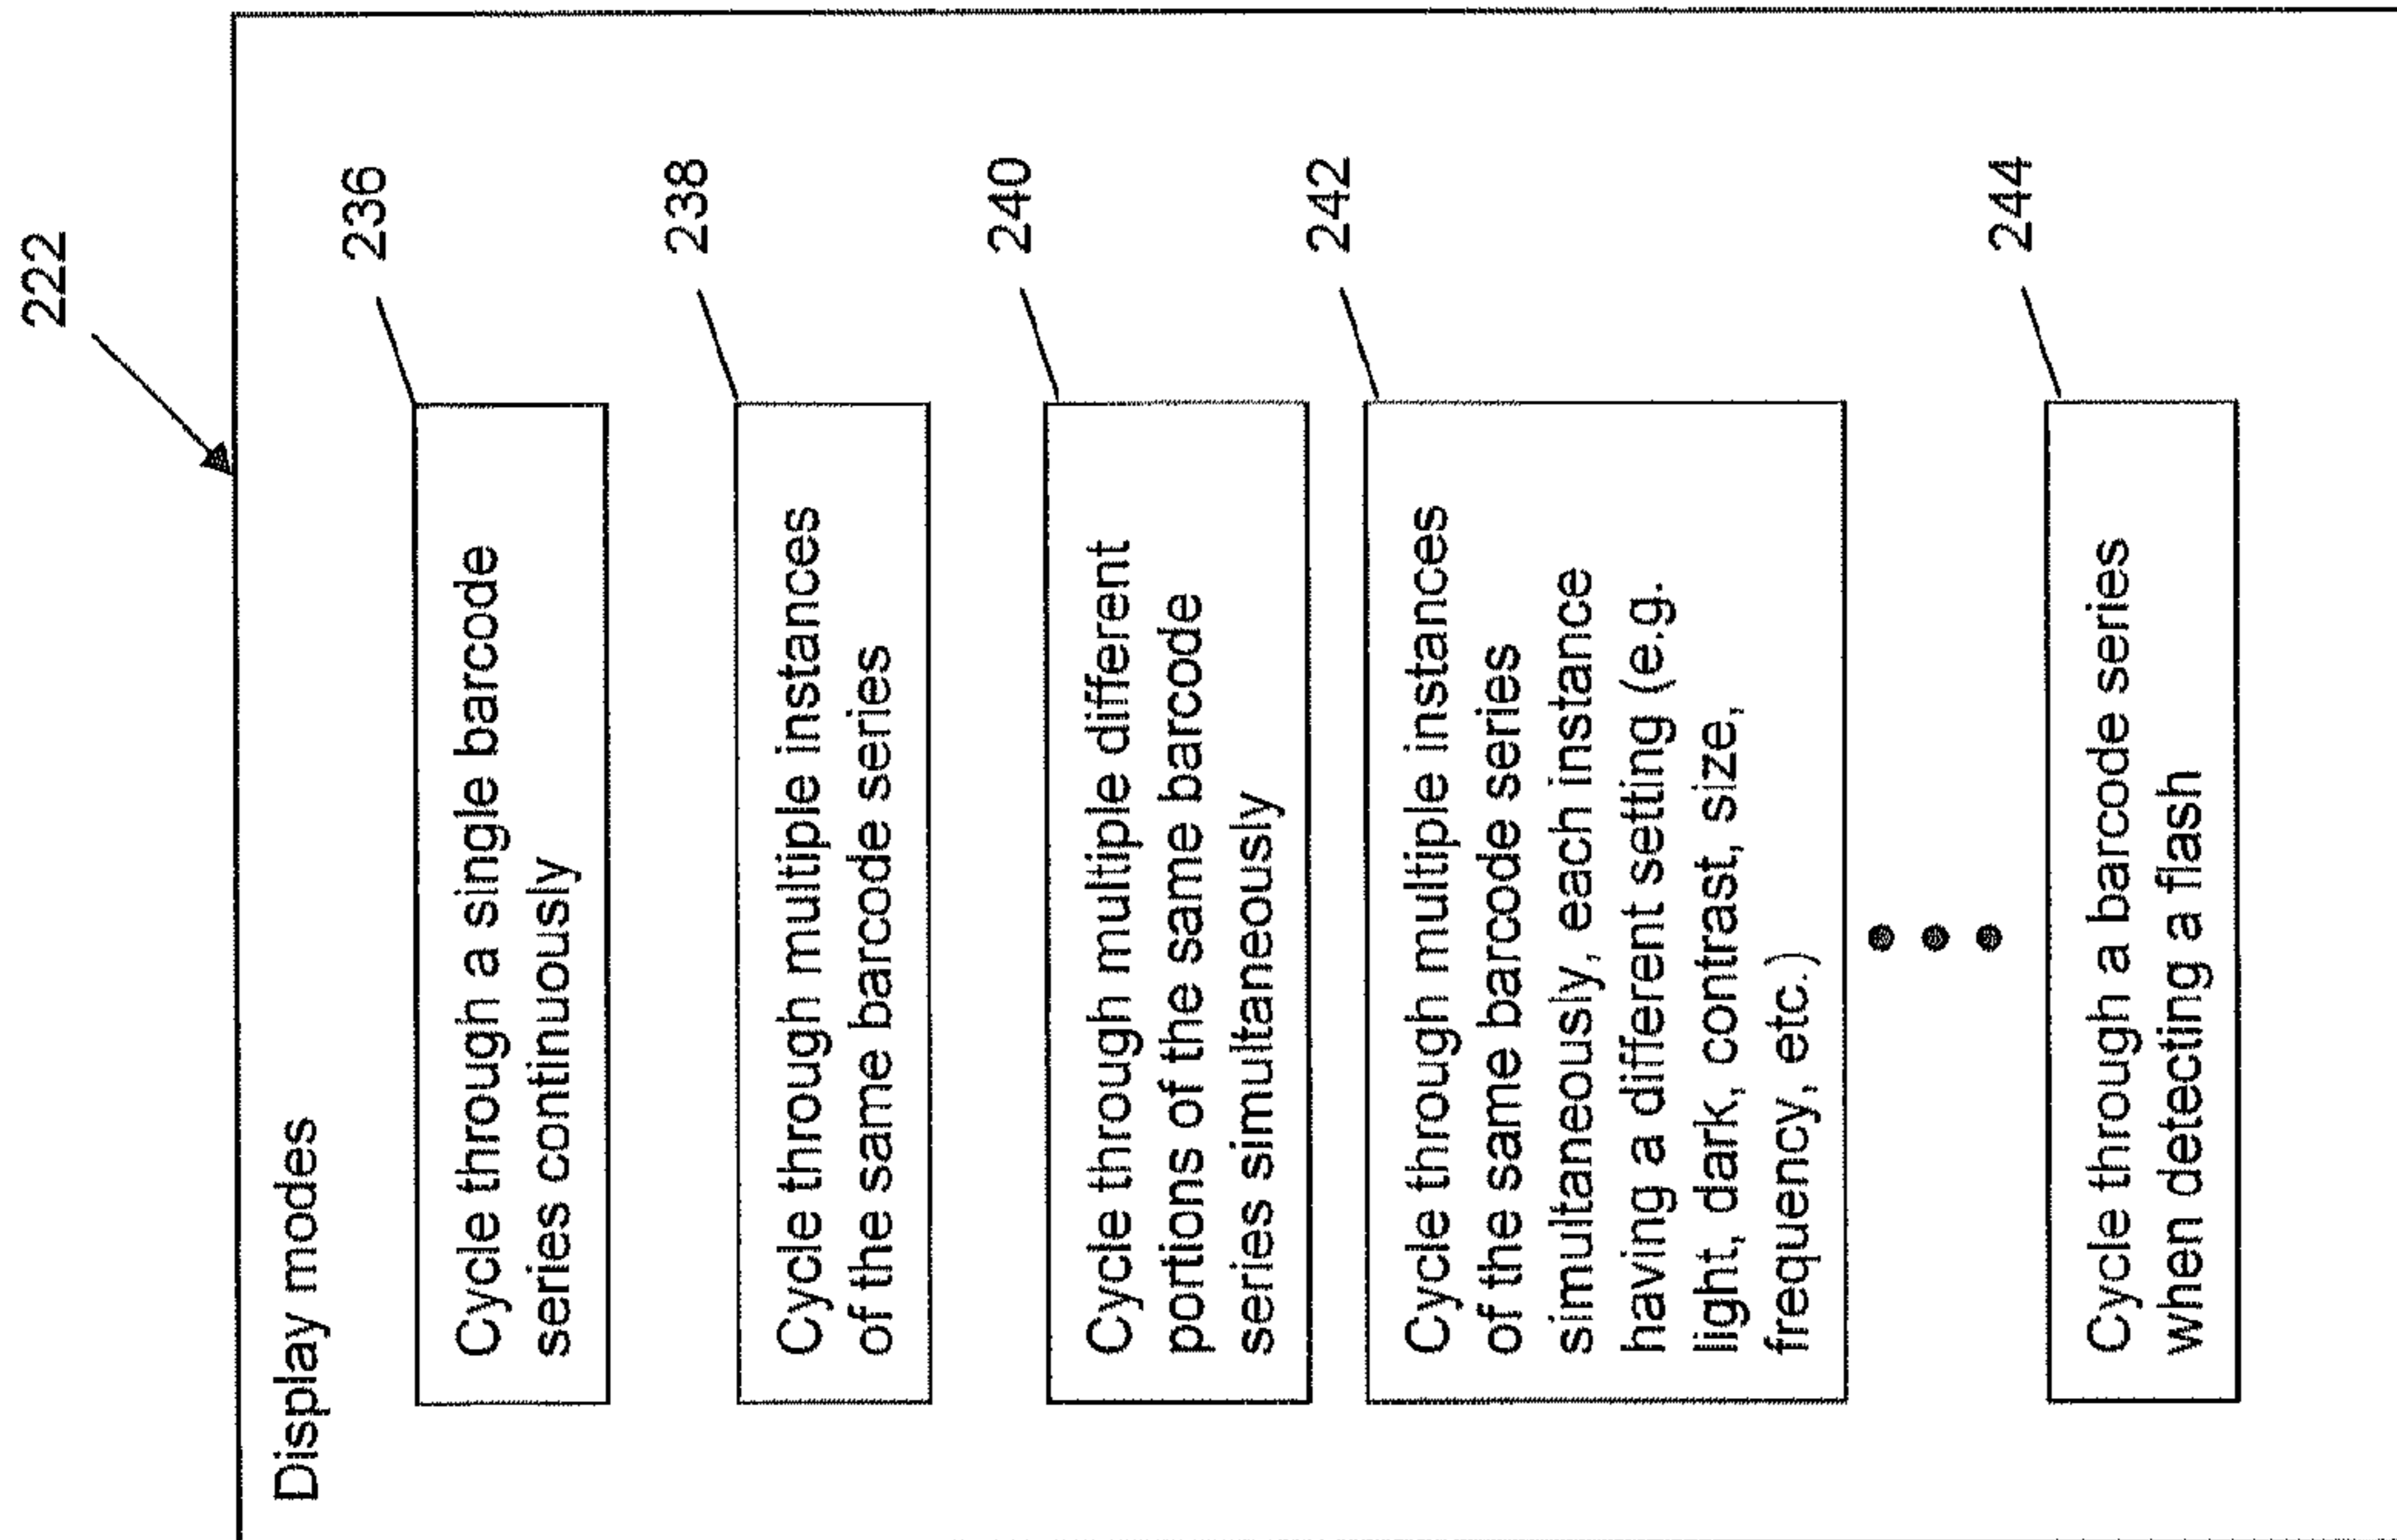 222
Display modes
236
Cycle through a single barcode
series continuously
238
Cycle through multiple instances
of the same barcode series
240
Cycle through multiple different
portions of the same barcode
series simultaneously
242
Cycle through multiple instances
of the same barcode series
simultaneously, each instance
having a different setting (e.g.
light, dark, contrast, size,
frequency, etc.)
244
Cycle through a barcode series
when detecting a flash